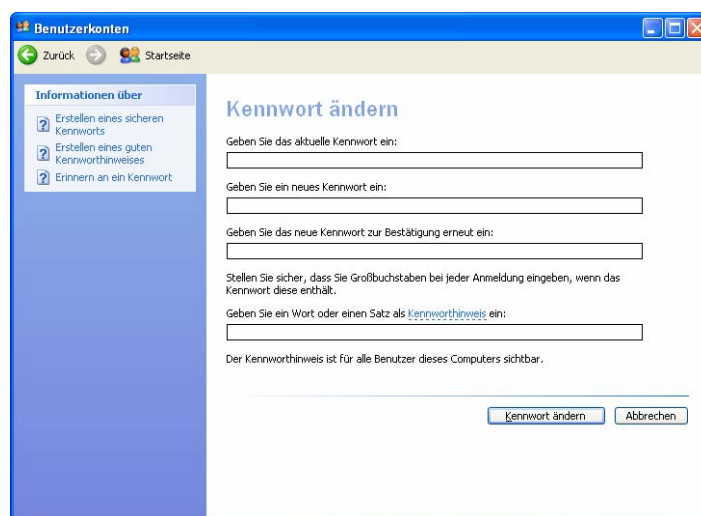 Benutzerkonten
Zurück
Startseite
Informationen über
Erstellen eines sicheren
Kennworts
Erstellen eines guten
Kennworthinweises
Erinnern an ein Kennwort
Kennwort ändern
Geben Sie das aktuelle Kennwort ein:
Geben Sie ein neues Kennwort ein:
Geben Sie das neue Kennwort zur Bestätigung erneut ein:
Stellen Sie sicher, dass Sie Großbuchstaben bei jeder Anmeldung eingeben, wenn das
Kennwort diese enthält.
Geben Sie ein Wort oder einen Satz als Kennworthinweis ein:
Der Kennworthinweis ist für alle Benutzer dieses Computers sichtbar.
Kennwort ändern
Abbrechen